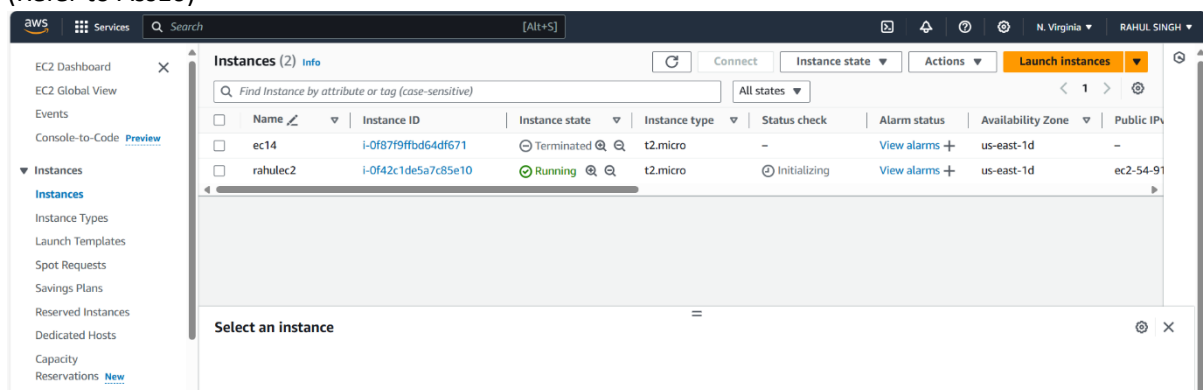 aws Services Search [Alt+S] N. Virginia RAHUL SINGH
EC2 Dashboard
EC2 Global View
Events
Console-to-Code Preview
Instances
Instances
Instance Types
Launch Templates
Spot Requests
Savings Plans
Reserved Instances
Dedicated Hosts
Capacity
Reservations New
Instances (2) Info Connect Instance state Actions Launch instances
Find Instance by attribute or tag (case-sensitive) All states 1
Name Instance ID Instance state Instance type Status check Alarm status Availability Zone Public IPv
ec14 i-0f87f9ffbd64df671 Terminated t2.micro – View alarms + us-east-1d –
rahulec2 i-0f42c1de5a7c85e10 Running t2.micro Initializing View alarms + us-east-1d ec2-54-91
Select an instance